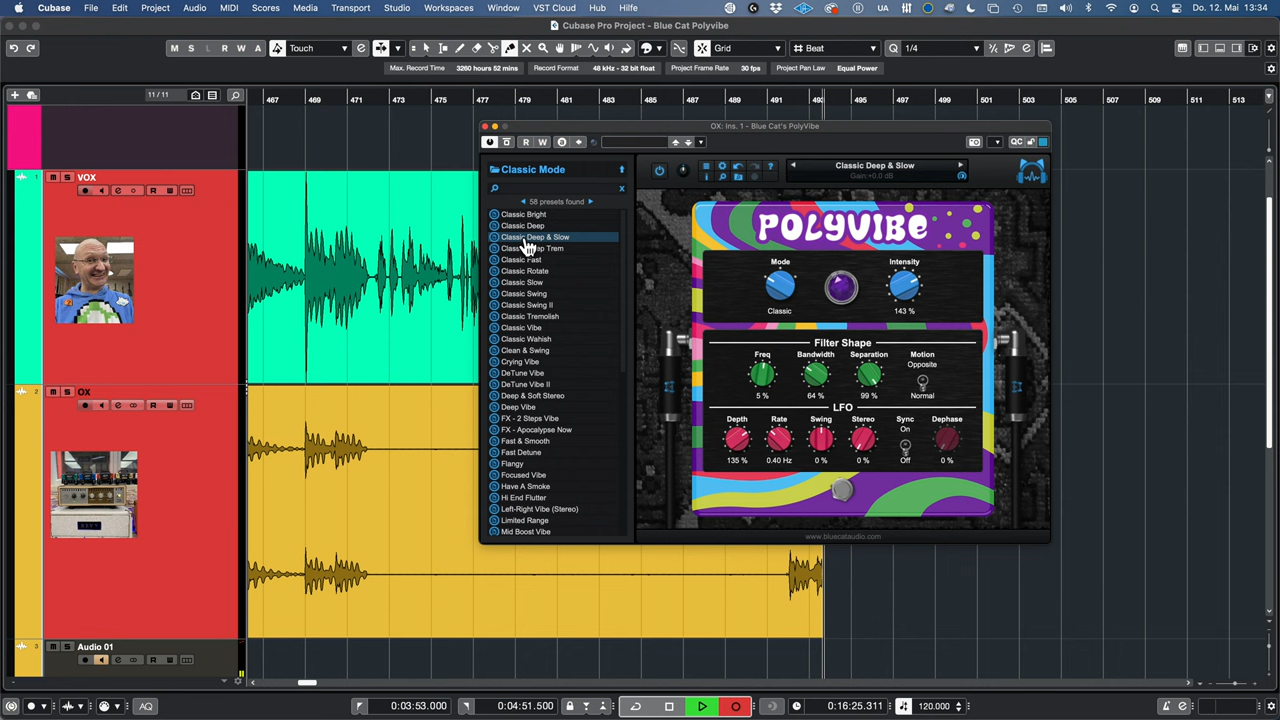 Cubase File Edit Project Audio MIDI Scores Media Transport Studio Workspaces Window VST Cloud Hub Hilfe UA Do. 12. Mai 13:34
Cubase Pro Project - Blue Cat Polyvibe
M S L R W A Touch Grid Beat Q 1/4
Max. Record Time 3260 hours 52 mins Record Format 48 kHz - 32 bit float Project Frame Rate 30 fps Project Pan Law Equal Power
11 / 11
467 469 471 473 475 477 479 481 483 485 487 489 491 493 495 497 499 501 503 505 507 509 511 513
OX: Ins. 1 - Blue Cat's PolyVibe
R W QC
1 M S VOX
R
Classic Mode
58 presets found
Classic Bright
Classic Deep
Classic Deep & Slow
Classic Fast
Classic Rotate
Classic Slow
Classic Swing
Classic Swing II
Classic Tremolish
Classic Vibe
Classic Wahish
Clean & Swing
Crying Vibe
DeTune Vibe
DeTune Vibe II
Deep & Soft Stereo
Deep Vibe
FX - 2 Steps Vibe
FX - Apocalypse Now
Fast & Smooth
Fast Detune
Flangy
Focused Vibe
Have A Smoke
Hi End Flutter
Left-Right Vibe (Stereo)
Limited Range
Mid Boost Vibe
Classic Deep & Slow
Gain:+0.0 dB
POLYVIBE
Mode Intensity
Classic 143 %
Filter Shape
Freq Bandwidth Separation Motion
Opposite
5 % 64 % 99 % Normal
LFO
Depth Rate Swing Stereo Sync Dephase
On
135 % 0.40 Hz 0 % 0 % Off 0 %
www.bluecataudio.com
2 M S OX
R
3 M S Audio 01
R
AQ 0:03:53.000 0:04:51.500 0:16:25.311 120.000